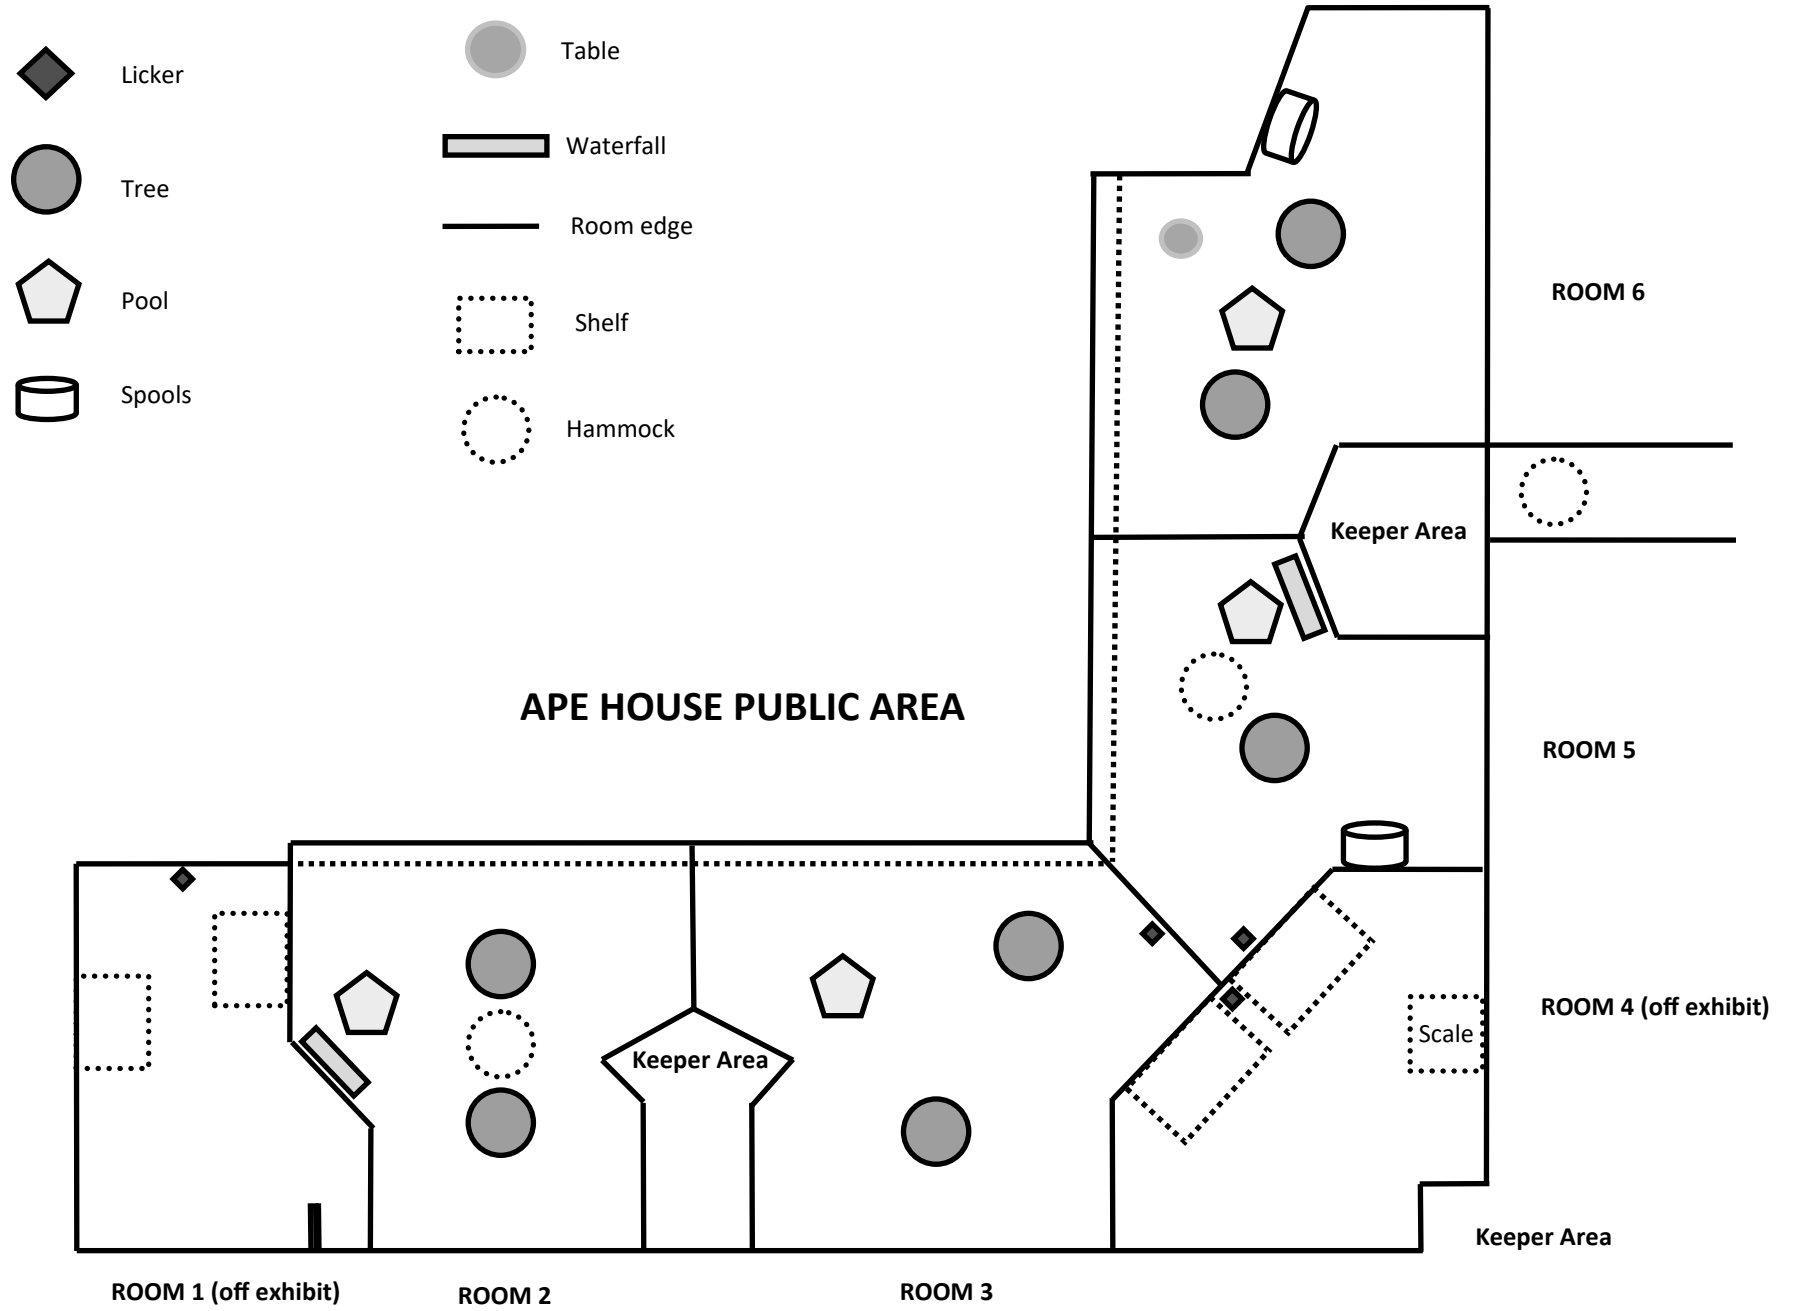 Licker
Tree
Pool
Spools
Table
Waterfall
Room edge
Shelf
Hammock
ROOM 6
Keeper Area
APE HOUSE PUBLIC AREA
ROOM 5
Keeper Area
Scale
ROOM 4 (off exhibit)
Keeper Area
ROOM 1 (off exhibit)
ROOM 2
ROOM 3